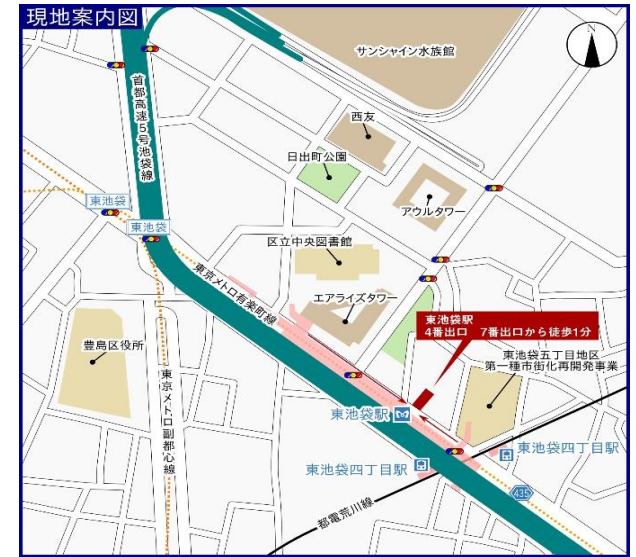 現地案内図
N
サンシャイン水族館
首都高速5号池袋線
西友
日出町公園
アウルタワー
東池袋
東池袋
区立中央図書館
東京メトロ有楽町線
エアライズタワー
東池袋駅
4番出口 7番出口から徒歩1分
豊島区役所
東池袋五丁目地区
第一種市街化再開発事業
東京メトロ副都心線
東池袋駅
東池袋四丁目駅
東池袋四丁目駅
435
都電荒川線